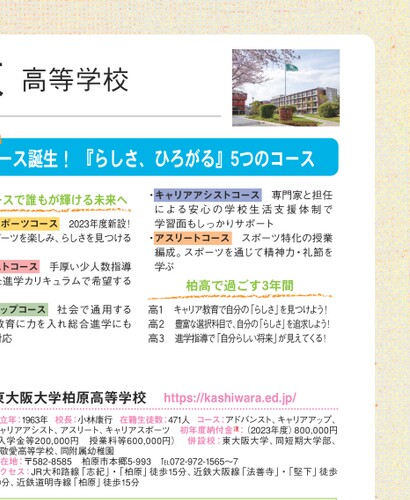 高等学校
ース誕生！『らしさ、ひろがる』5つのコース
ースで誰もが輝ける未来へ
ポーツコース 2023年度新設！
ーツを楽しみ、らしさを見つける
ストコース 手厚い少人数指導
た進学カリキュラムで希望する
ップコース 社会で通用する
教育に力を入れ総合進学にも
対応
・キャリアアシストコース 専門家と担任
による安心の学校生活支援体制で
学習面もしっかりサポート
・アスリートコース スポーツ特化の授業
編成。スポーツを通じて精神力・礼節を
学ぶ
柏高で過ごす3年間
高1 キャリア教育で自分の「らしさ」を見つけよう！
高2 豊富な選択科目で、自分の「らしさ」を追求しよう！
高3 進学指導で「自分らしい将来」が見えてくる！
東大阪大学柏原高等学校 https://kashiwara.ed.jp/
立年：1963年 校長：小林康行 在籍生徒数：471人 コース：アドバンスト、キャリアアップ、
ャリアアシスト、アスリート、キャリアスポーツ 初年度納付金：（2023年度）800,000円
入学金等200,000円 授業料等600,000円） 併設校：東大阪大学、同短期大学部、
敬愛高等学校、同附属幼稚園
在地：〒582-8585 柏原市本郷5-993 ℡072-972-1565〜7
クセス：JR大和路線「志紀」・「柏原」徒歩15分、近鉄大阪線「法善寺」・「堅下」徒歩
0分、近鉄道明寺線「柏原」徒歩15分